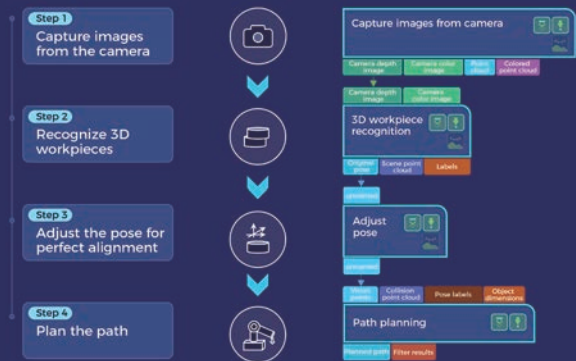 Step 1
Capture images
from the camera
Step 2
Recognize 3D
workpieces
Step 3
Adjust the pose for
perfect alignment
Step 4
Plan the path
Capture images from camera
Camera depth
image
Camera color
image
Point
cloud
Colored
point cloud
Camera depth
image
Camera
color image
3D workpiece
recognition
Original
pose
Scene point
cloud
Labels
unnamed
Adjust
pose
unnamed
poses
Collision
point cloud
Pose labels
Object
dimensions
Path planning
Planned path
Filter results